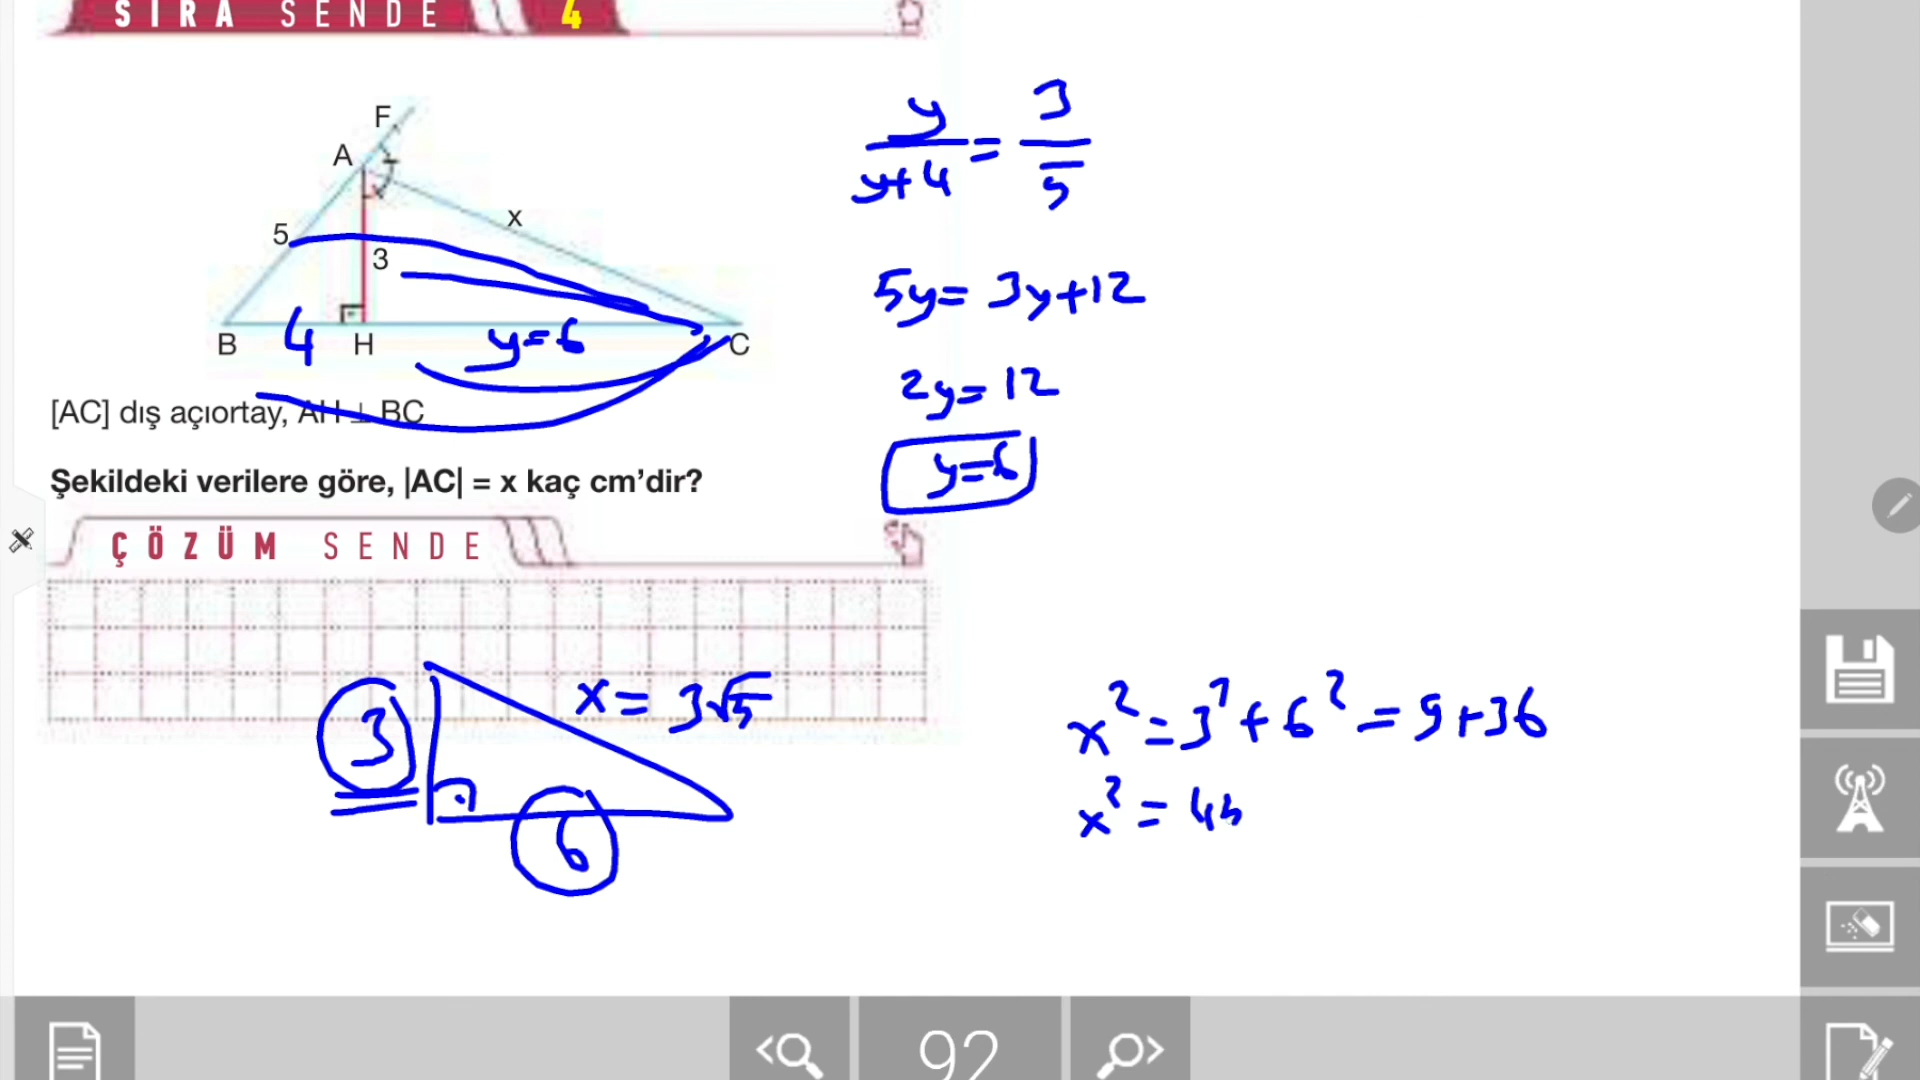 SIRA SENDE 4
F
A
5
x
3
B 4 H y=6 C
[AC] dış açıortay, AH ⊥ BC
Şekildeki verilere göre, |AC| = x kaç cm'dir?
ÇÖZÜM SENDE
y/y+4 = 3/5
5y = 3y+12
2y = 12
y=6
3
x = 3√5
6
x² = 3² + 6² = 9+36
x² = 45
92